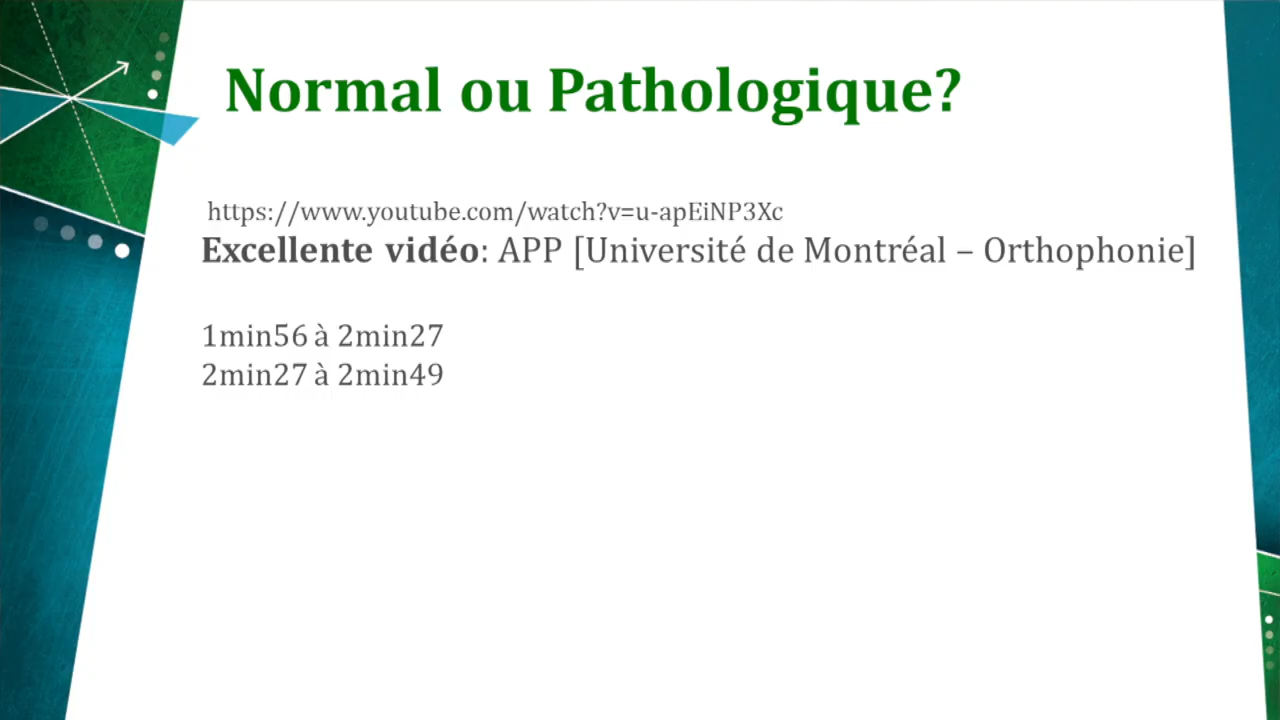 Normal ou Pathologique?
https://www.youtube.com/watch?v=u-apEiNP3Xc
Excellente vidéo: APP [Université de Montréal – Orthophonie]
1min56 à 2min27
2min27 à 2min49